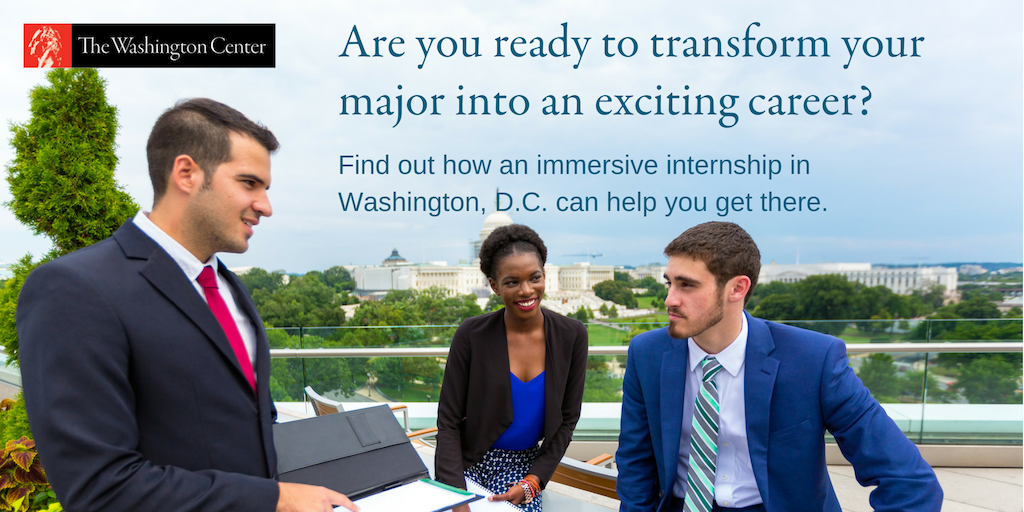 The Washington Center
Are you ready to transform your
major into an exciting career?
Find out how an immersive internship in
Washington, D.C. can help you get there.